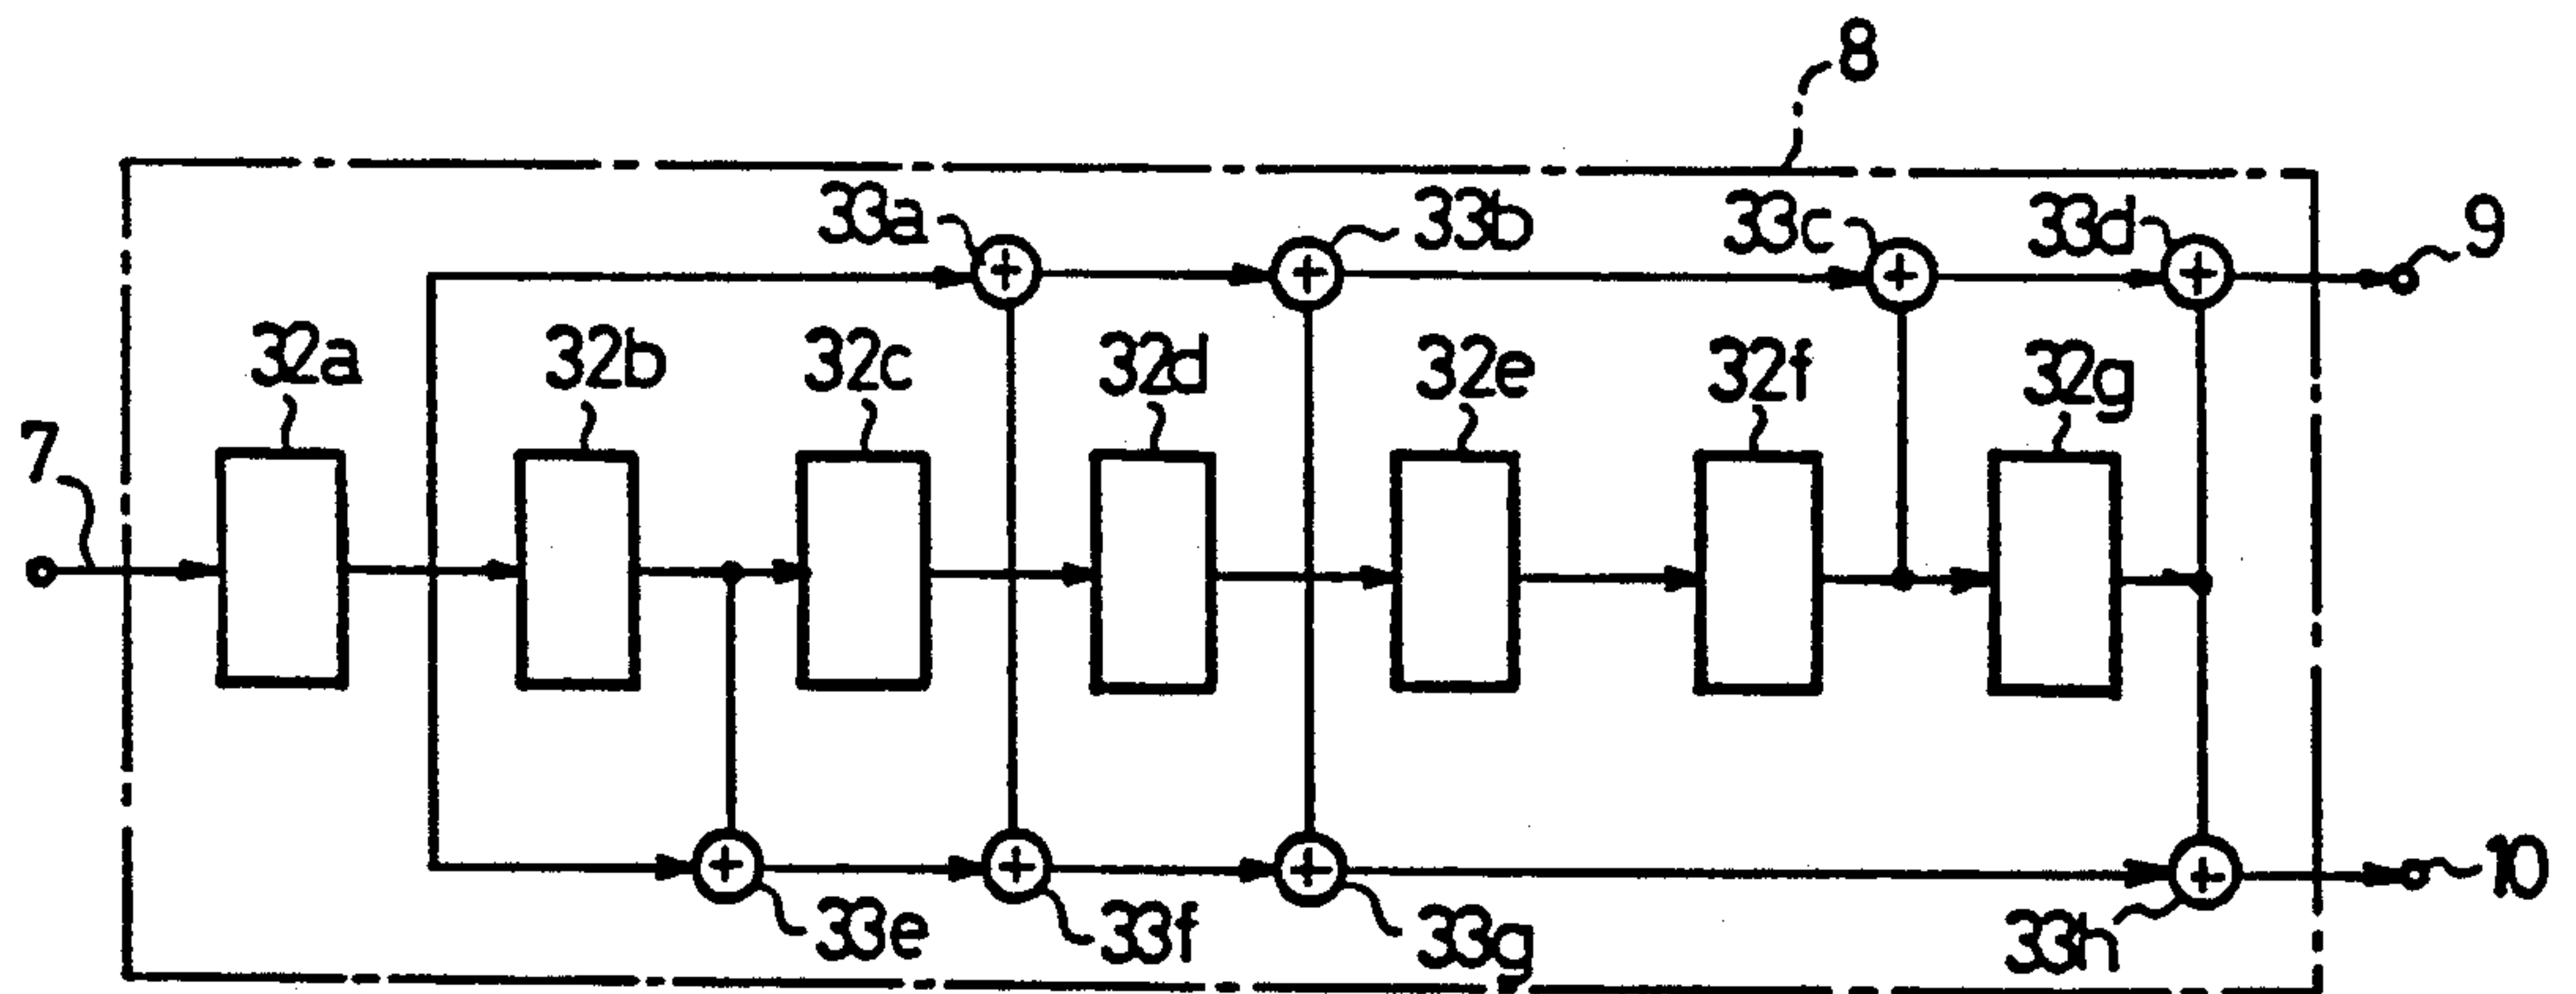 8
33a 33b 33c 33d 9
32a 32b 32c 32d 32e 32f 32g
7
+ + + +
+ + + +
33e 33f 33g 33h 10